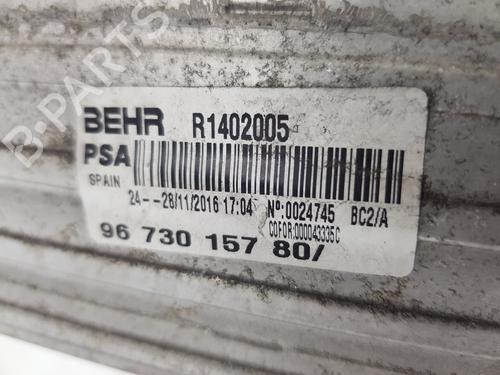 BEHR R1402005
PSA
SPAIN
24--28/11/2016 17:04 Nº:0024745 BC2/A
COFOR:000043335C
96 730 157 80/
B-PARTS